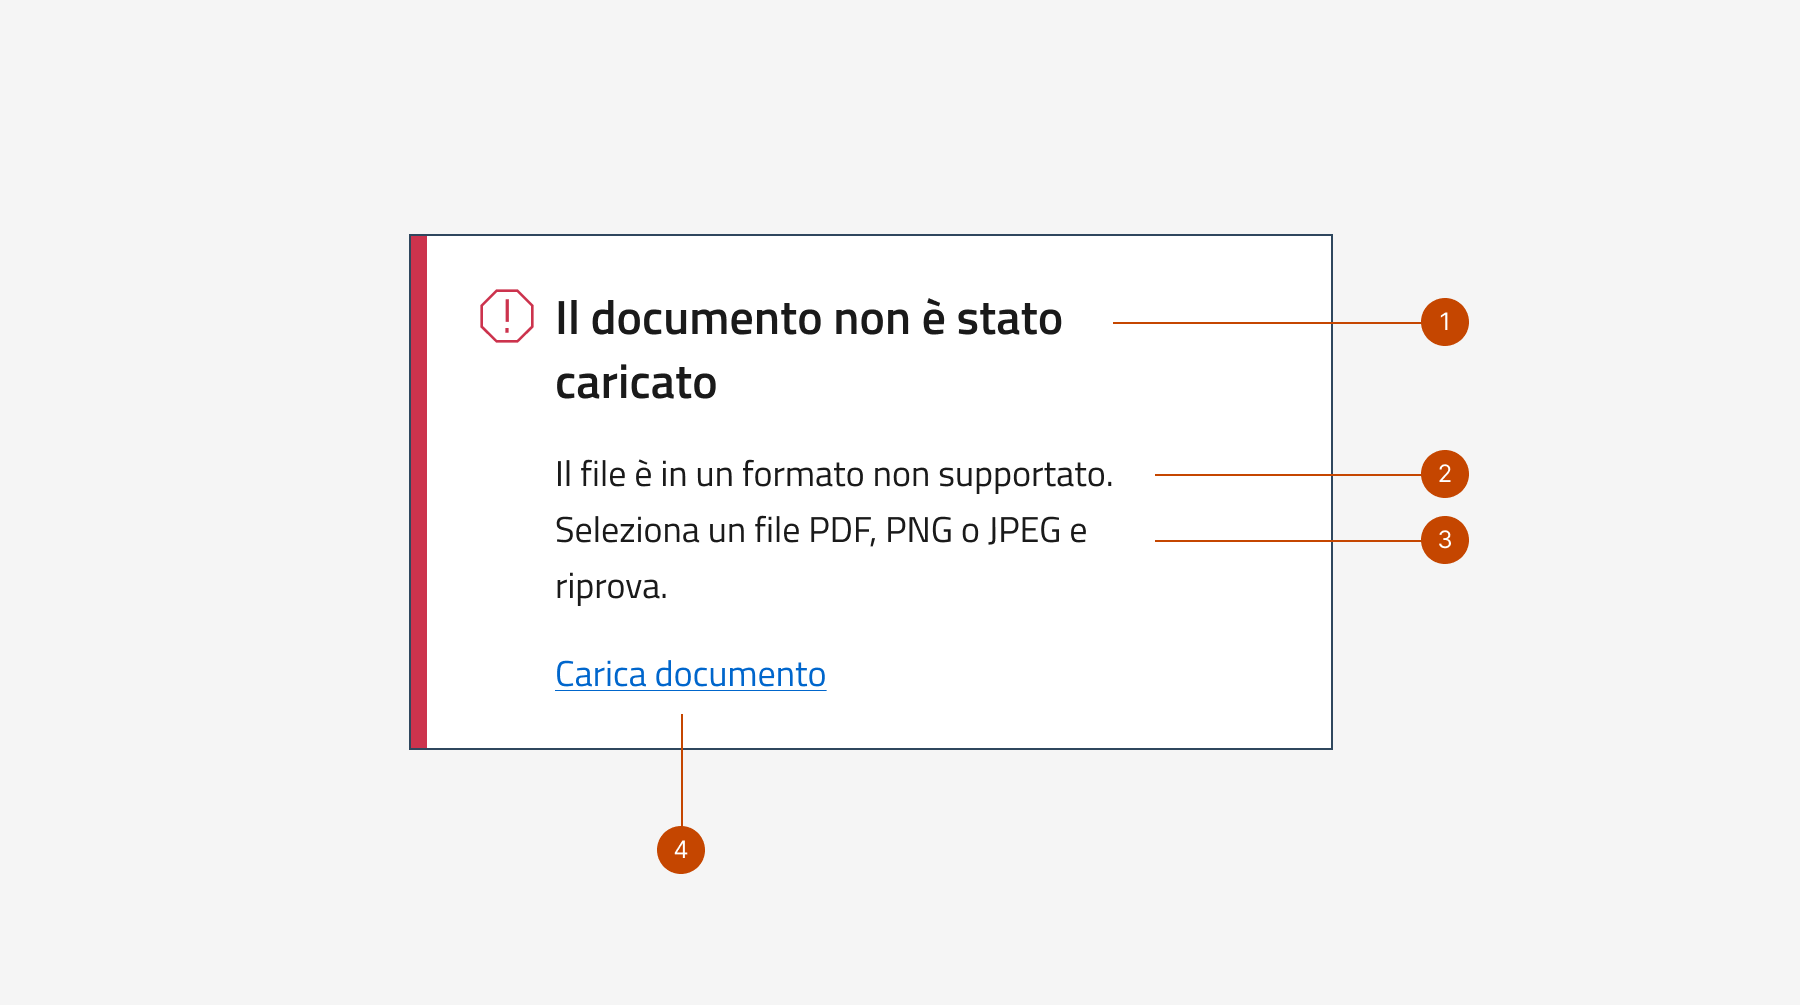 Il documento non è stato
caricato
1
Il file è in un formato non supportato.
2
Seleziona un file PDF, PNG o JPEG e
3
riprova.
Carica documento
4